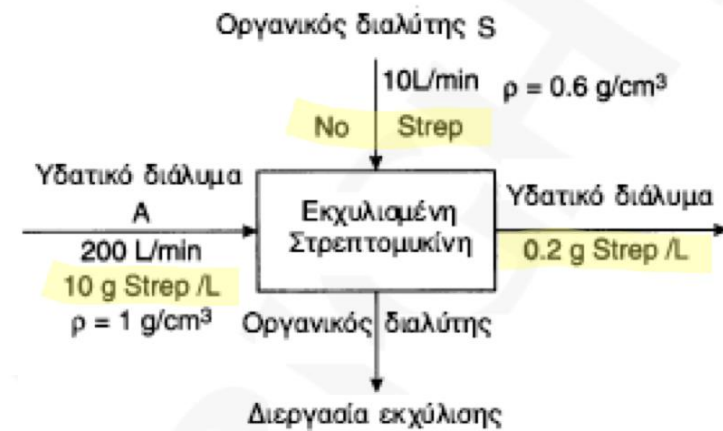 Οργανικός διαλύτης S
10L/min ρ = 0.6 g/cm³
No Strep
Υδατικό διάλυμα
A
200 L/min
10 g Strep /L
ρ = 1 g/cm³
Εκχυλισμένη
Στρεπτομυκίνη
Υδατικό διάλυμα
0.2 g Strep /L
Οργανικός διαλύτης
Διεργασία εκχύλισης